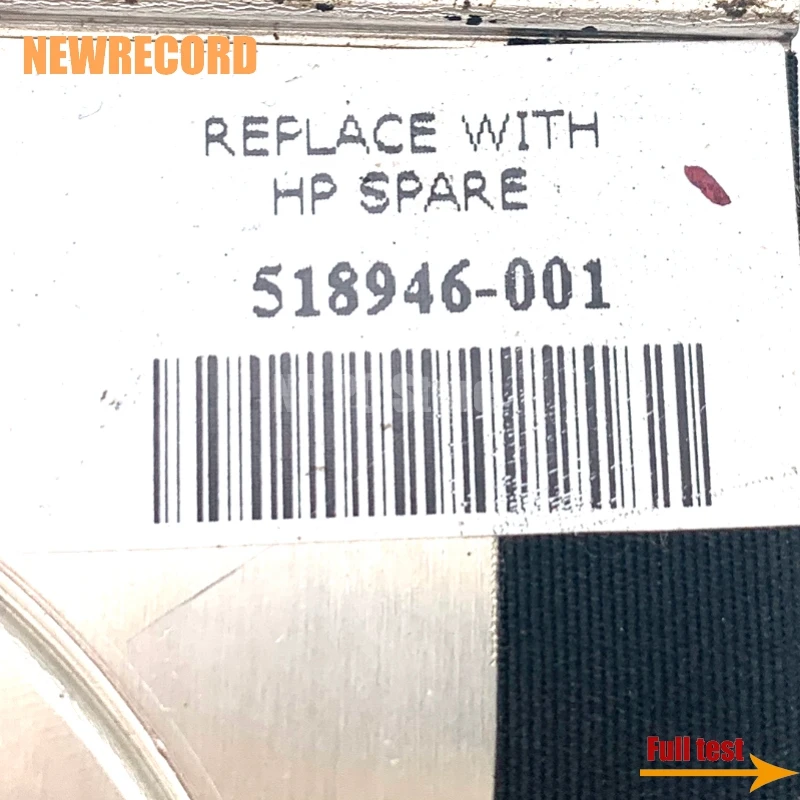 NEWRECORD
REPLACE WITH
HP SPARE
518946-001
Full test